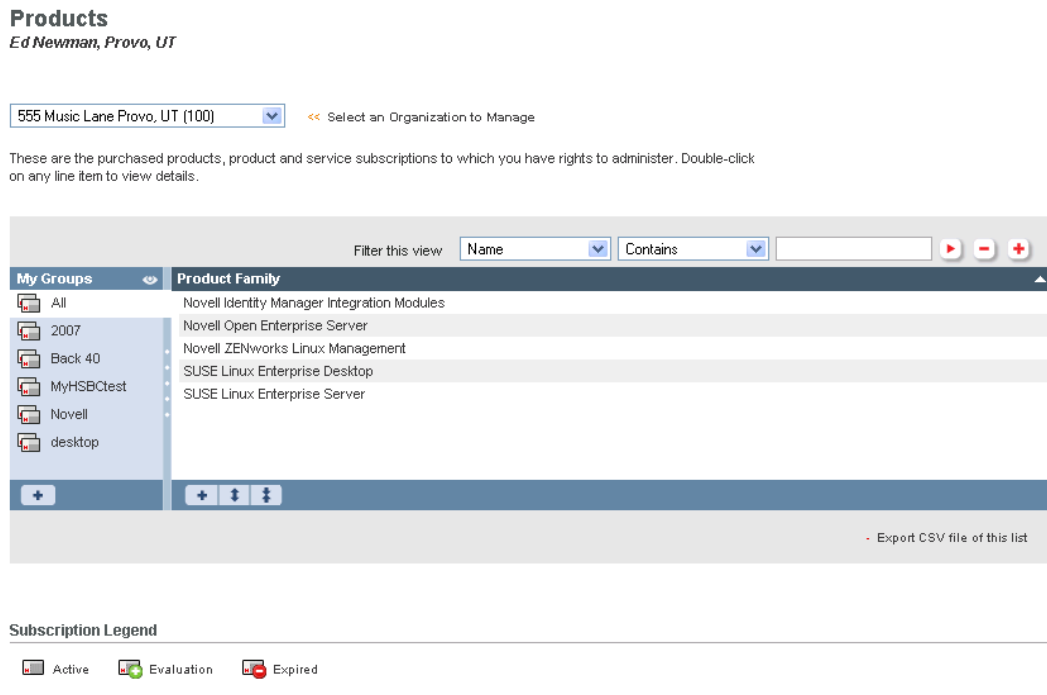 Products
Ed Newman, Provo, UT
555 Music Lane Provo, UT (100)
<< Select an Organization to Manage
These are the purchased products, product and service subscriptions to which you have rights to administer. Double-click
on any line item to view details.
Filter this view
Name
Contains
My Groups
Product Family
All
2007
Back 40
MyHSBCtest
Novell
desktop
Novell Identity Manager Integration Modules
Novell Open Enterprise Server
Novell ZENworks Linux Management
SUSE Linux Enterprise Desktop
SUSE Linux Enterprise Server
- Export CSV file of this list
Subscription Legend
Active
Evaluation
Expired